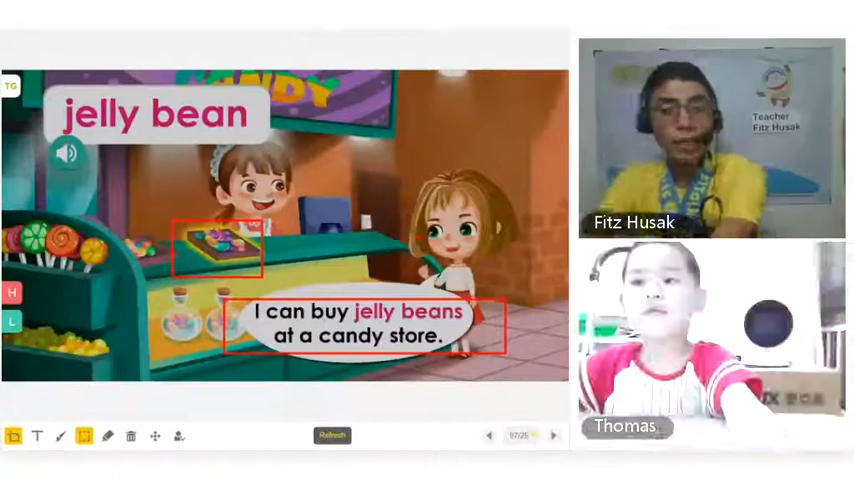 TG
CANDY
jelly bean
H
L
I can buy jelly beans
at a candy store.
T
Refresh
Teacher
Fitz Husak
Fitz Husak
Thomas